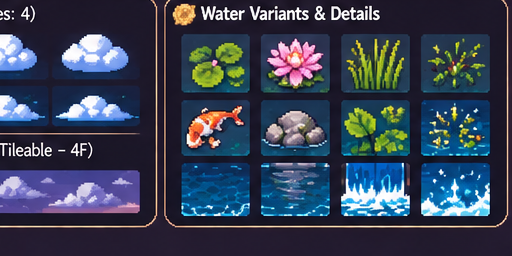 es: 4)
Water Variants & Details
Tileable – 4F)